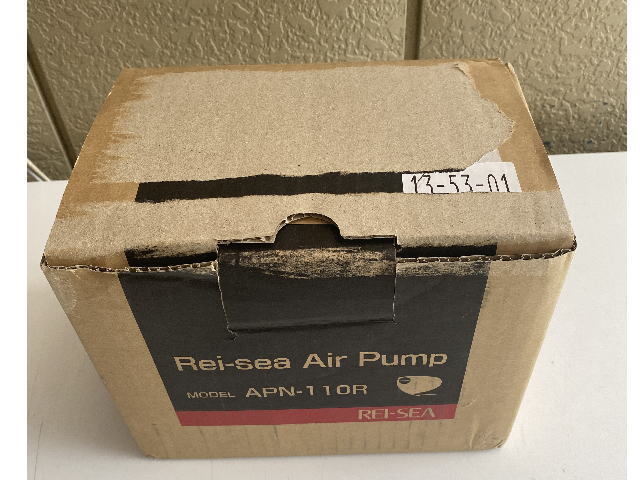 13-53-01
Rei-sea Air Pump
MODEL APN-110R
REI-SEA